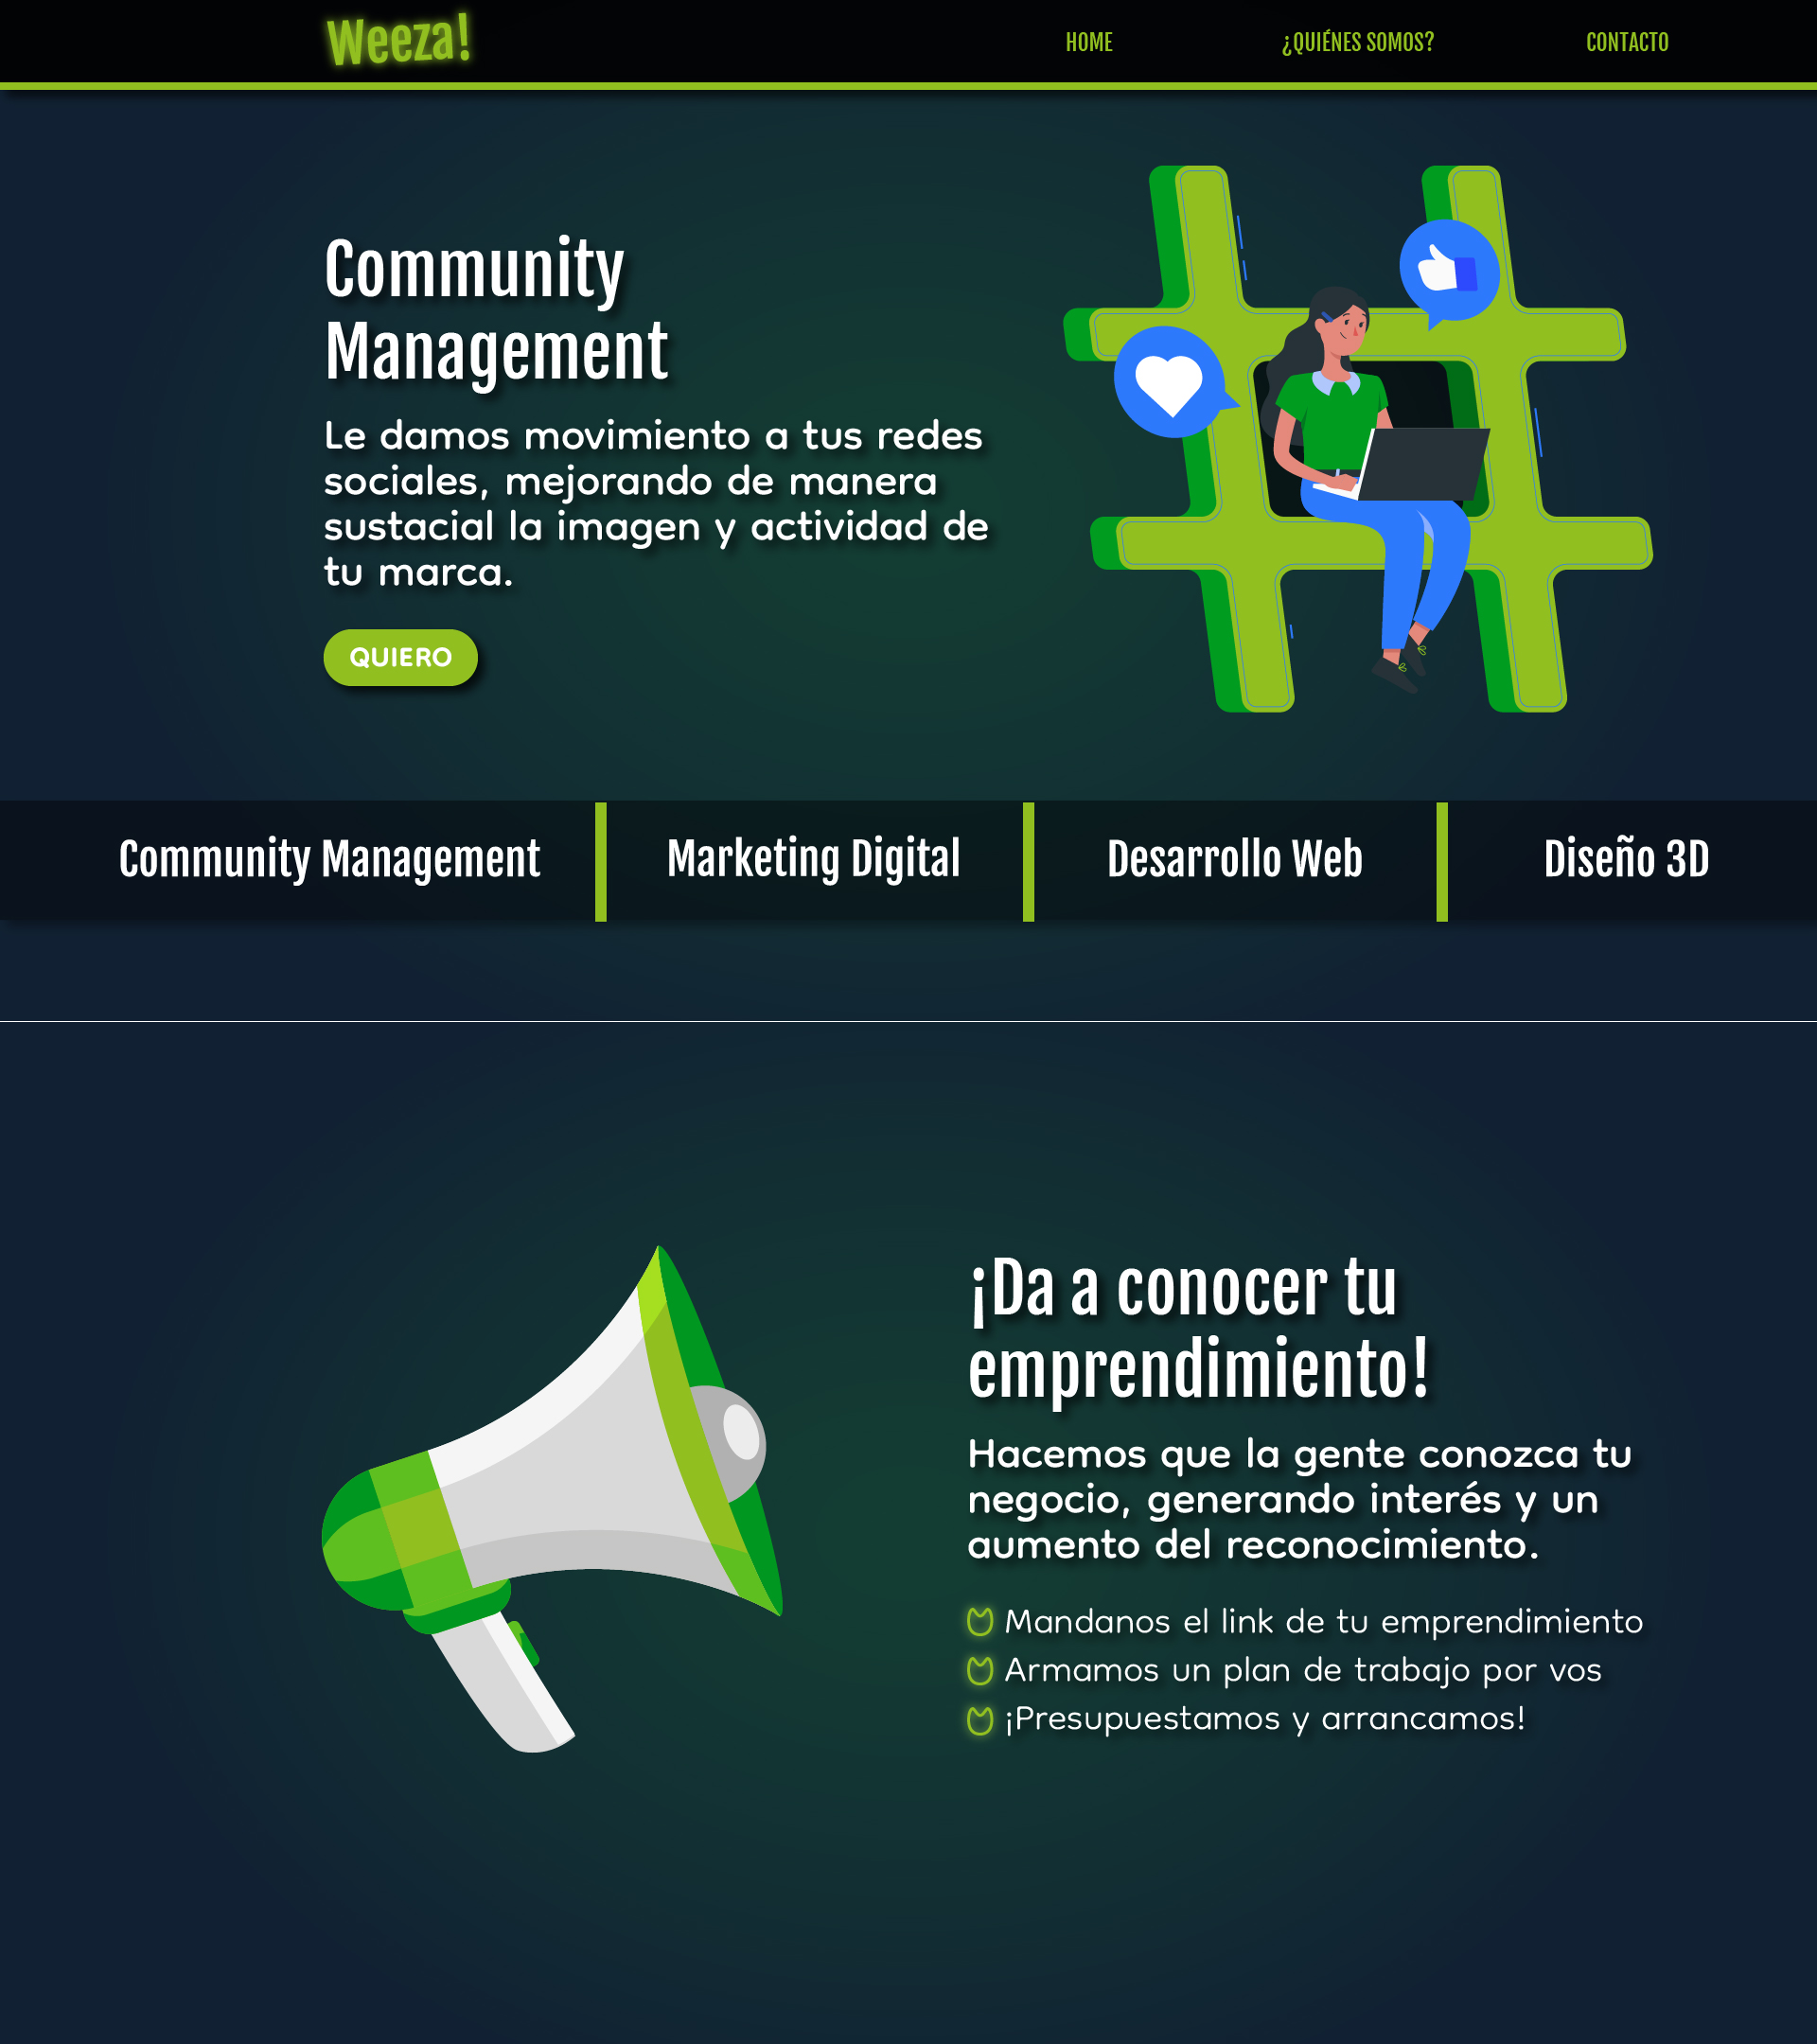 Weeza!
HOME
¿QUIÉNES SOMOS?
CONTACTO
Community
Management
Le damos movimiento a tus redes
sociales, mejorando de manera
sustacial la imagen y actividad de
tu marca.
QUIERO
Community Management
Marketing Digital
Desarrollo Web
Diseño 3D
¡Da a conocer tu
emprendimiento!
Hacemos que la gente conozca tu
negocio, generando interés y un
aumento del reconocimiento.
Mandanos el link de tu emprendimiento
Armamos un plan de trabajo por vos
¡Presupuestamos y arrancamos!